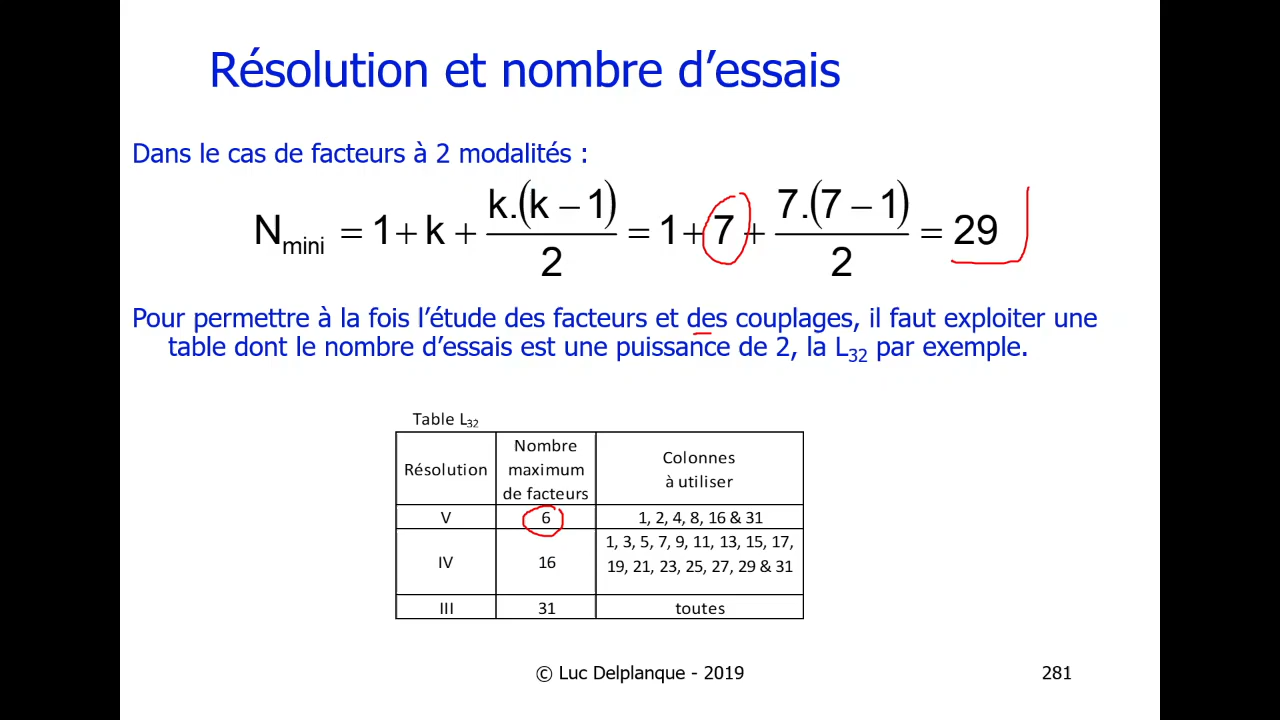 Résolution et nombre d’essais
Dans le cas de facteurs à 2 modalités :
N mini = 1 + k + k.(k − 1) / 2 = 1 + 7 + 7.(7 − 1) / 2 = 29
Pour permettre à la fois l’étude des facteurs et des couplages, il faut exploiter une
table dont le nombre d’essais est une puissance de 2, la L32 par exemple.
Table L32
Résolution
Nombre
maximum
de facteurs
Colonnes
à utiliser
V 6 1, 2, 4, 8, 16 & 31
IV 16 1, 3, 5, 7, 9, 11, 13, 15, 17,
19, 21, 23, 25, 27, 29 & 31
III 31 toutes
© Luc Delplanque - 2019
281